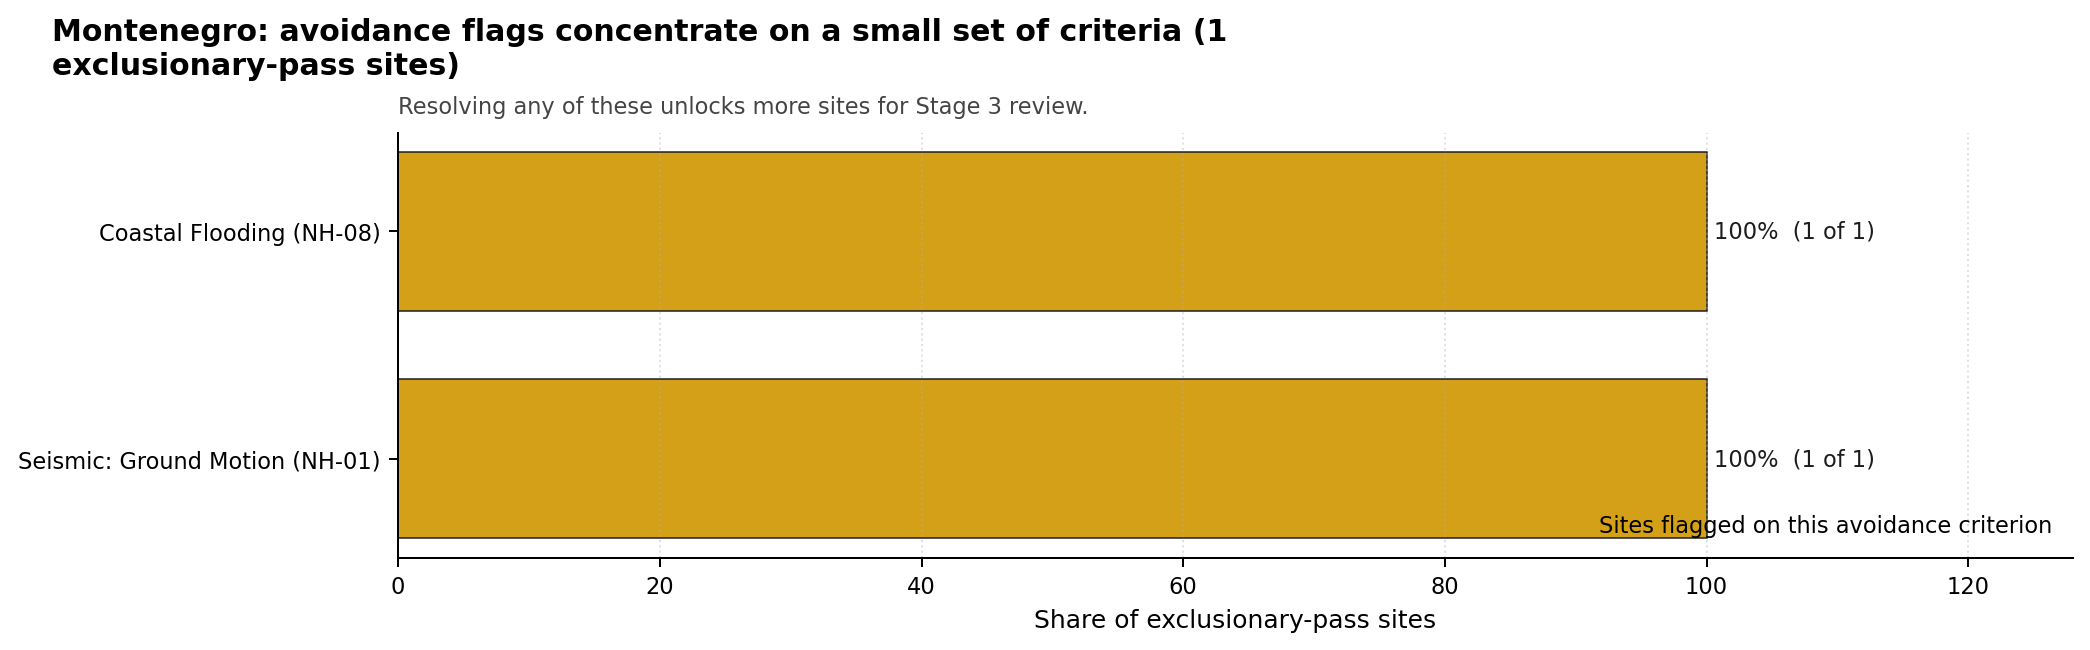 Montenegro: avoidance flags concentrate on a small set of criteria (1
exclusionary-pass sites)
Resolving any of these unlocks more sites for Stage 3 review.
Coastal Flooding (NH-08)
100%  (1 of 1)
Seismic: Ground Motion (NH-01)
100%  (1 of 1)
Sites flagged on this avoidance criterion
0 20 40 60 80 100 120
Share of exclusionary-pass sites